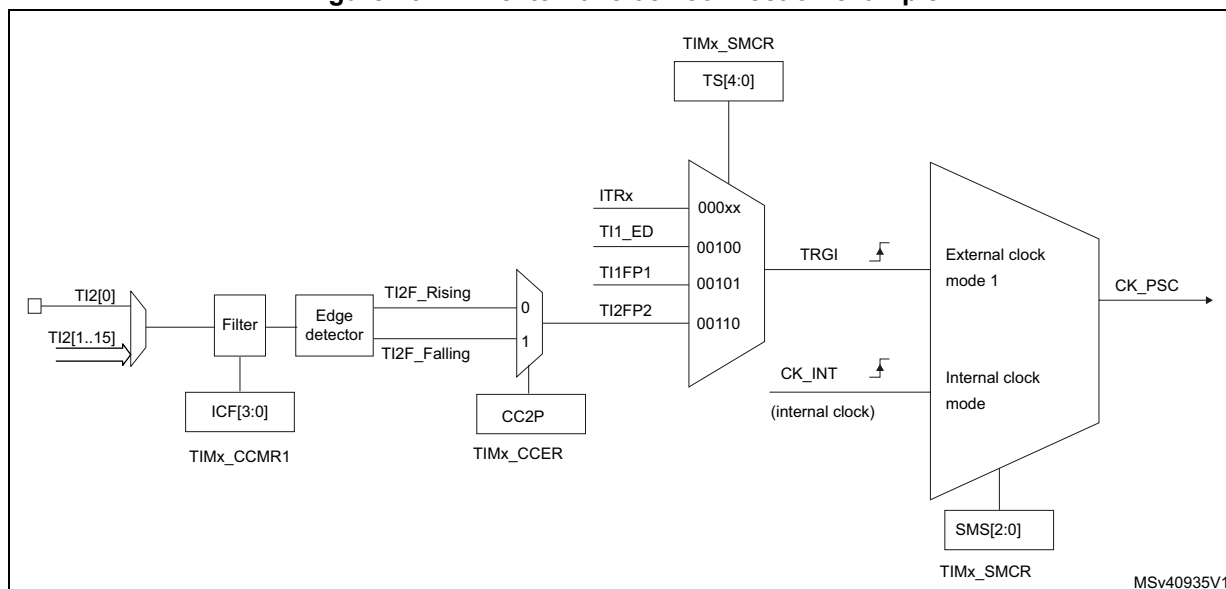 TIMx_SMCR
TS[4:0]
ITRx
000xx
TI1_ED
00100
TI1FP1
00101
TI2FP2
00110
TRGI
External clock
mode 1
CK_PSC
TI2[0]
TI2[1..15]
Filter
Edge
detector
TI2F_Rising
TI2F_Falling
0
1
CK_INT
(internal clock)
Internal clock
mode
ICF[3:0]
TIMx_CCMR1
CC2P
TIMx_CCER
SMS[2:0]
TIMx_SMCR
MSv40935V1